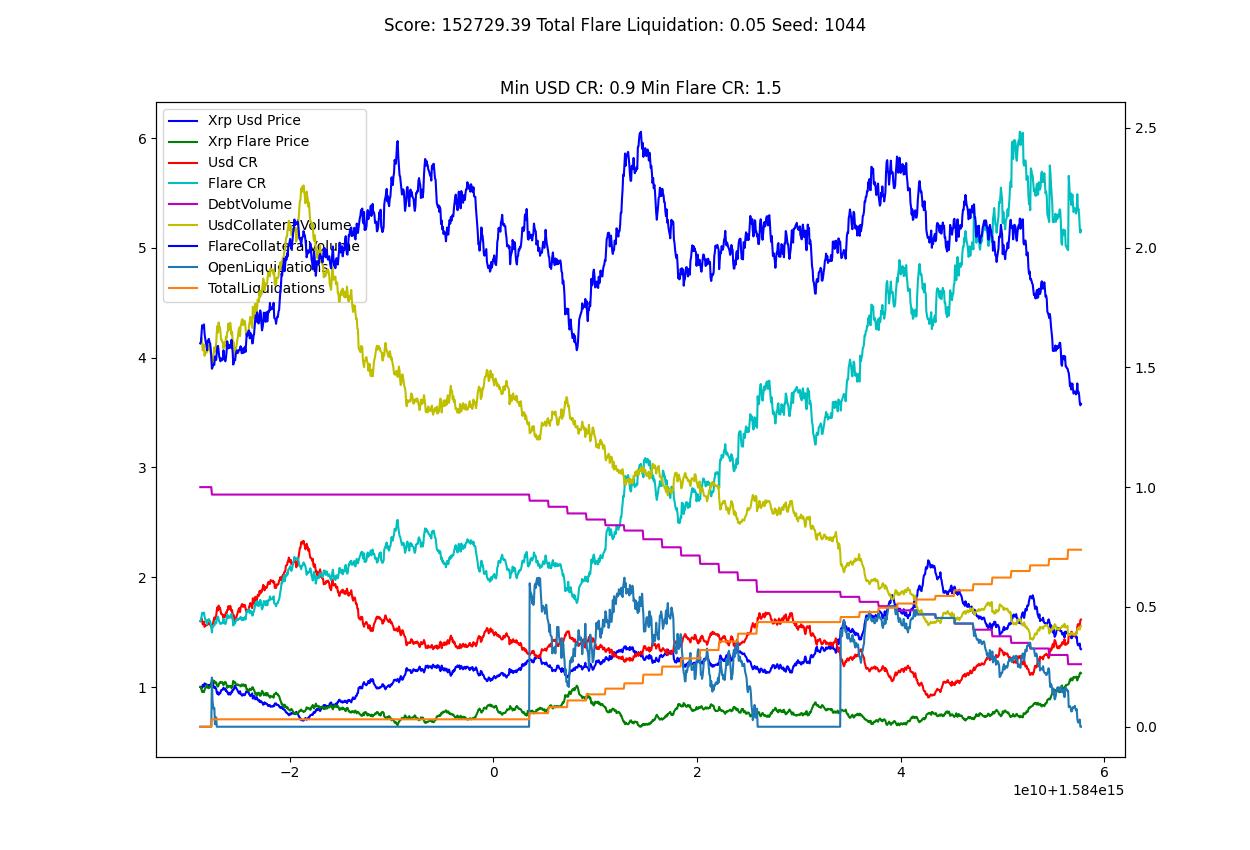 Score: 152729.39 Total Flare Liquidation: 0.05 Seed: 1044
Min USD CR: 0.9 Min Flare CR: 1.5
Xrp Usd Price
Xrp Flare Price
Usd CR
Flare CR
DebtVolume
UsdCollateralVolume
FlareCollateralVolume
OpenLiquidations
TotalLiquidations
6
5
4
3
2
1
2.5
2.0
1.5
1.0
0.5
0.0
−2
0
2
4
6
1e10+1.584e15